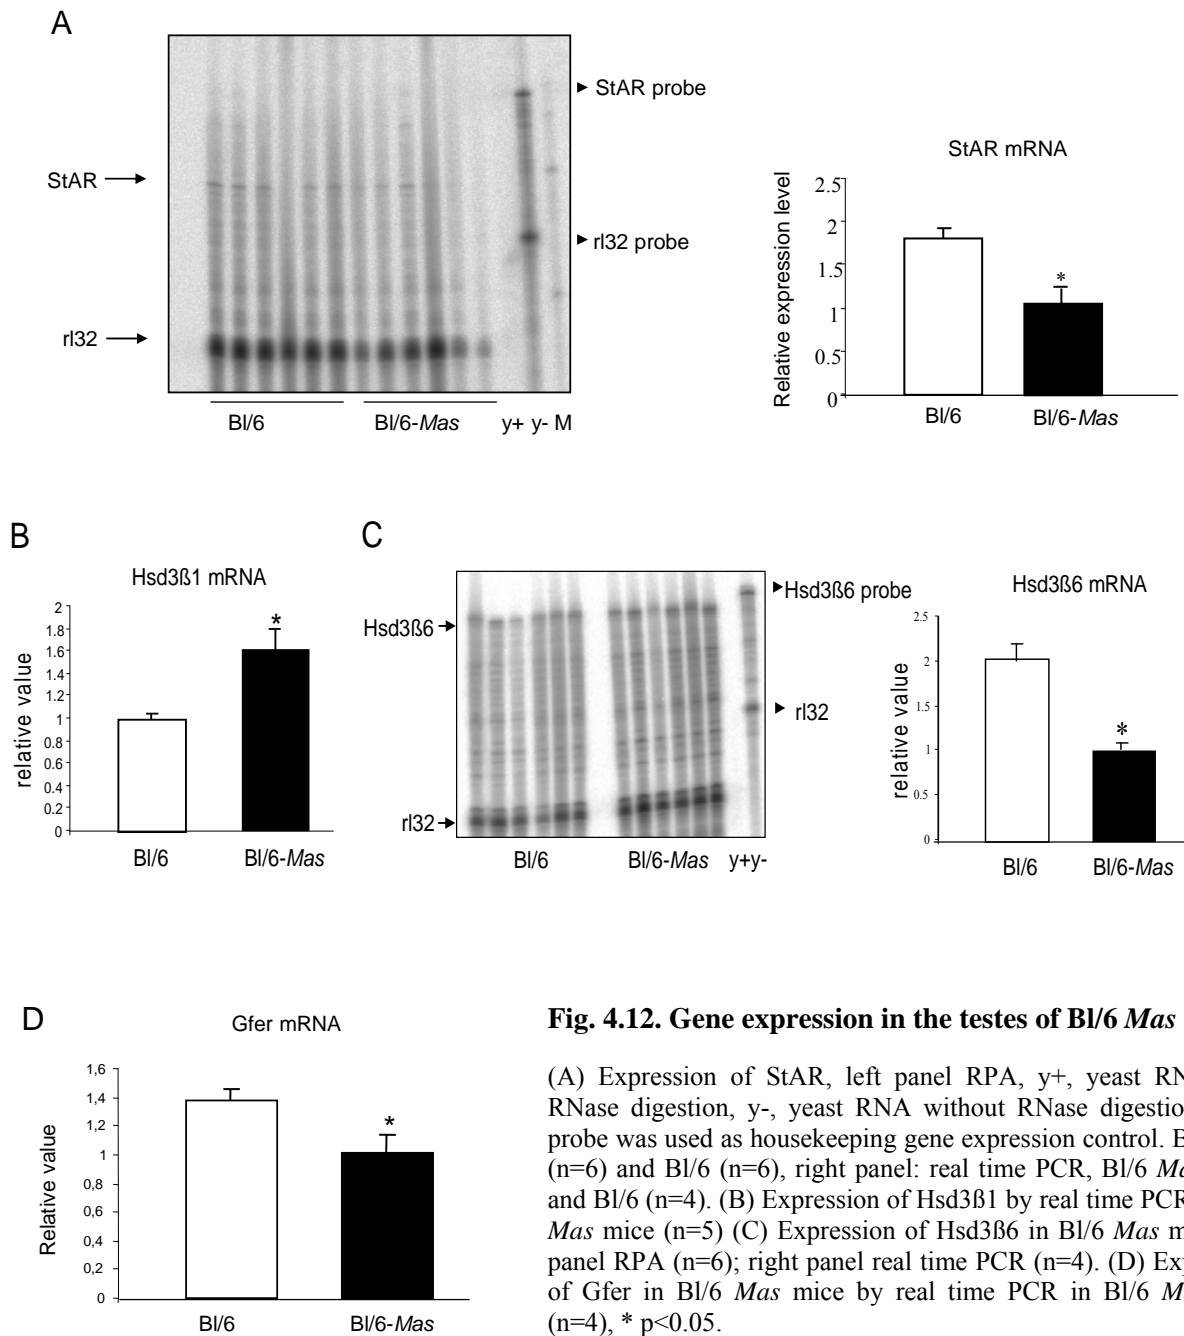 A
StAR probe
StAR
rl32 probe
rl32
Bl/6
Bl/6-Mas
y+ y- M
StAR mRNA
Relative expression level
2.5
2
1.5
1
0.5
0
Bl/6
Bl/6-Mas
*
B
Hsd3ß1 mRNA
relative value
2
1.8
1.6
1.4
1.2
1
0.8
0.6
0.4
0.2
0
*
Bl/6
Bl/6-Mas
C
Hsd3ß6
Hsd3ß6 probe
rl32
rl32
Bl/6
Bl/6-Mas
y+y-
Hsd3ß6 mRNA
relative value
2.5
2
1.5
1
0.5
0
*
Bl/6
Bl/6-Mas
D
Gfer mRNA
Relative value
1,6
1,4
1,2
1
0,8
0,6
0,4
0,2
0
*
Bl/6
Bl/6-Mas
Fig. 4.12. Gene expression in the testes of Bl/6 Mas
(A) Expression of StAR, left panel RPA, y+, yeast
RNase digestion, y-, yeast RNA without RNase
probe was used as housekeeping gene expression control.
(n=6) and Bl/6 (n=6), right panel: real time PCR, Bl/6
and Bl/6 (n=4). (B) Expression of Hsd3ß1 by real time PCR
Mas mice (n=5) (C) Expression of Hsd3ß6 in Bl/6 Mas
panel RPA (n=6); right panel real time PCR (n=4). (D)
of Gfer in Bl/6 Mas mice by real time PCR in Bl/6
(n=4), * p<0.05.